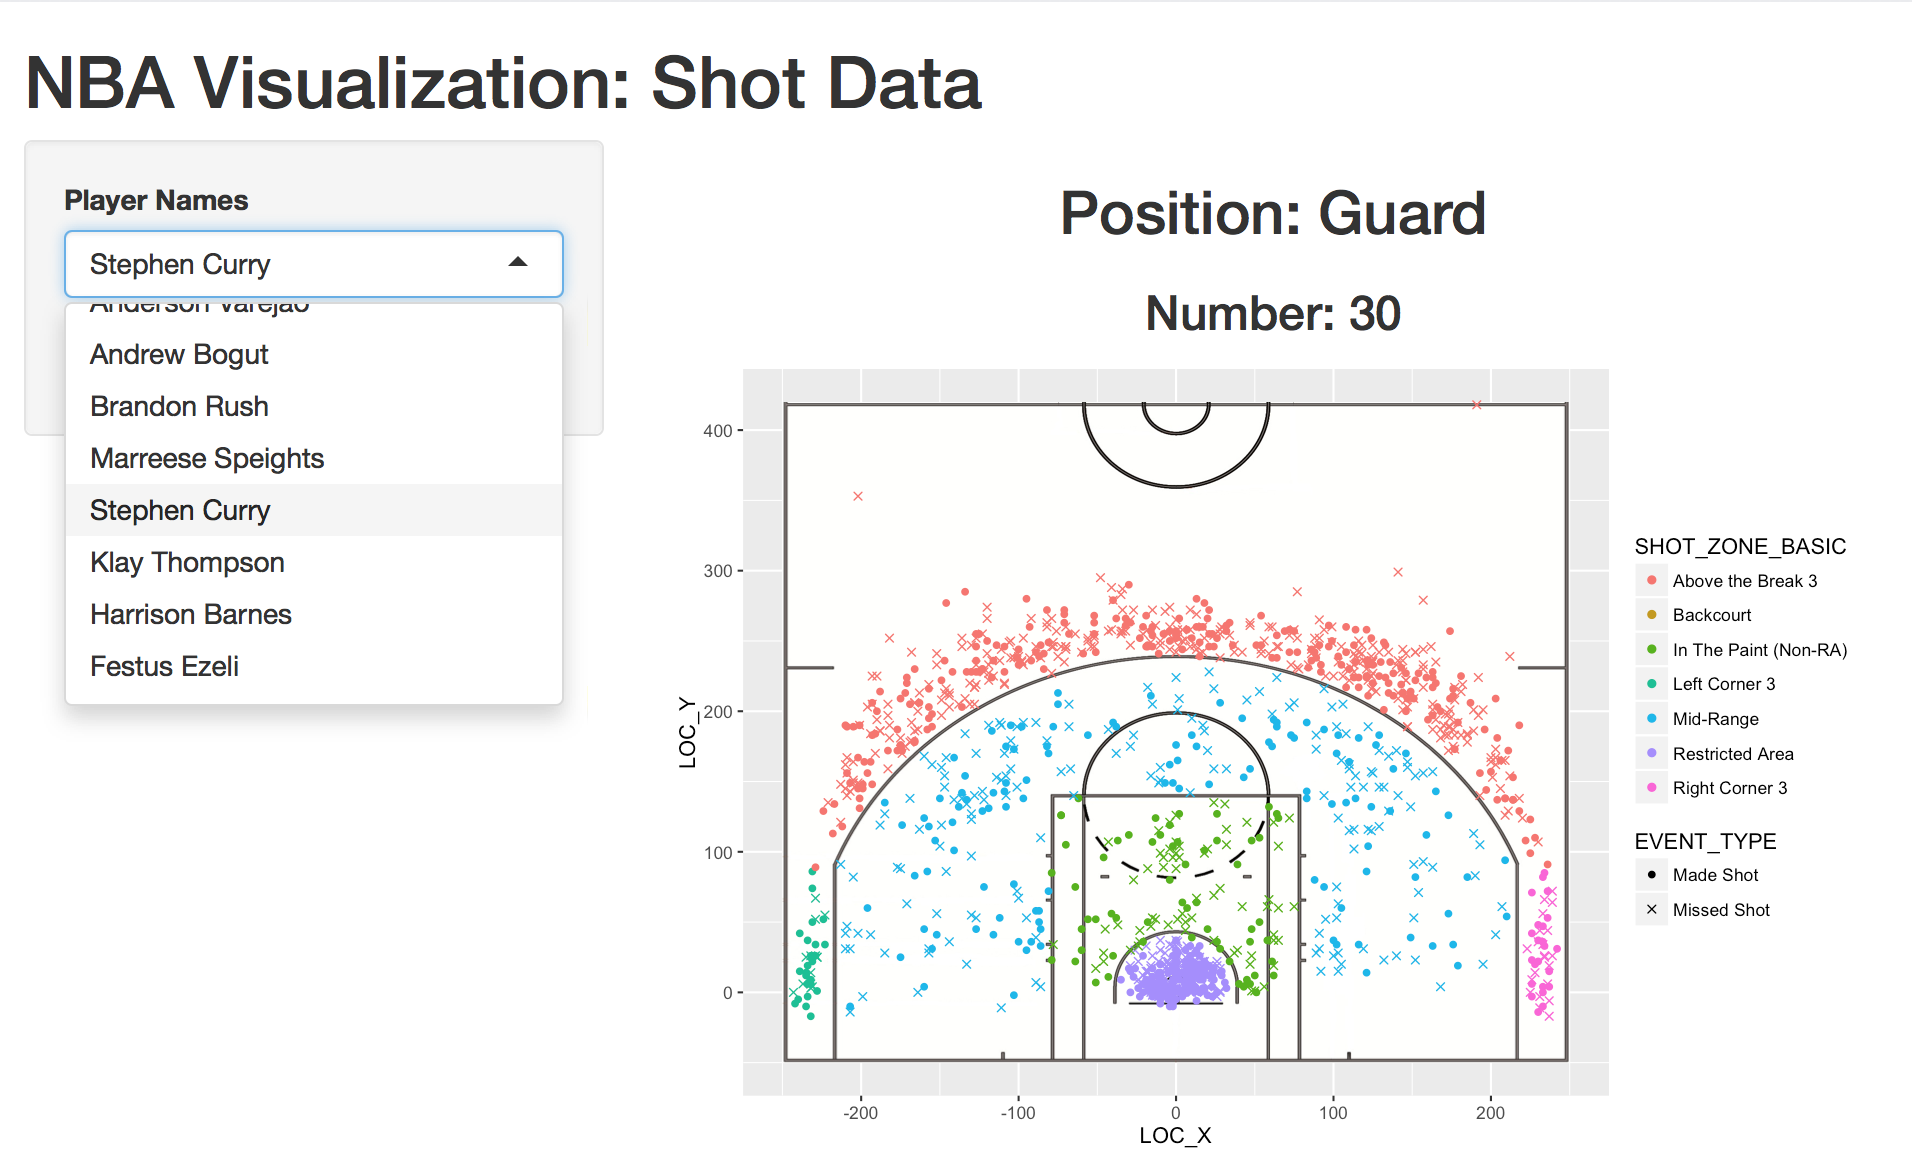 NBA Visualization: Shot Data
Player Names
Stephen Curry
Anderson Varejao
Andrew Bogut
Brandon Rush
Marreese Speights
Stephen Curry
Klay Thompson
Harrison Barnes
Festus Ezeli
Position: Guard
Number: 30
LOC_Y
400
300
200
100
0
-200
-100
0
100
200
LOC_X
SHOT_ZONE_BASIC
Above the Break 3
Backcourt
In The Paint (Non-RA)
Left Corner 3
Mid-Range
Restricted Area
Right Corner 3
EVENT_TYPE
Made Shot
Missed Shot